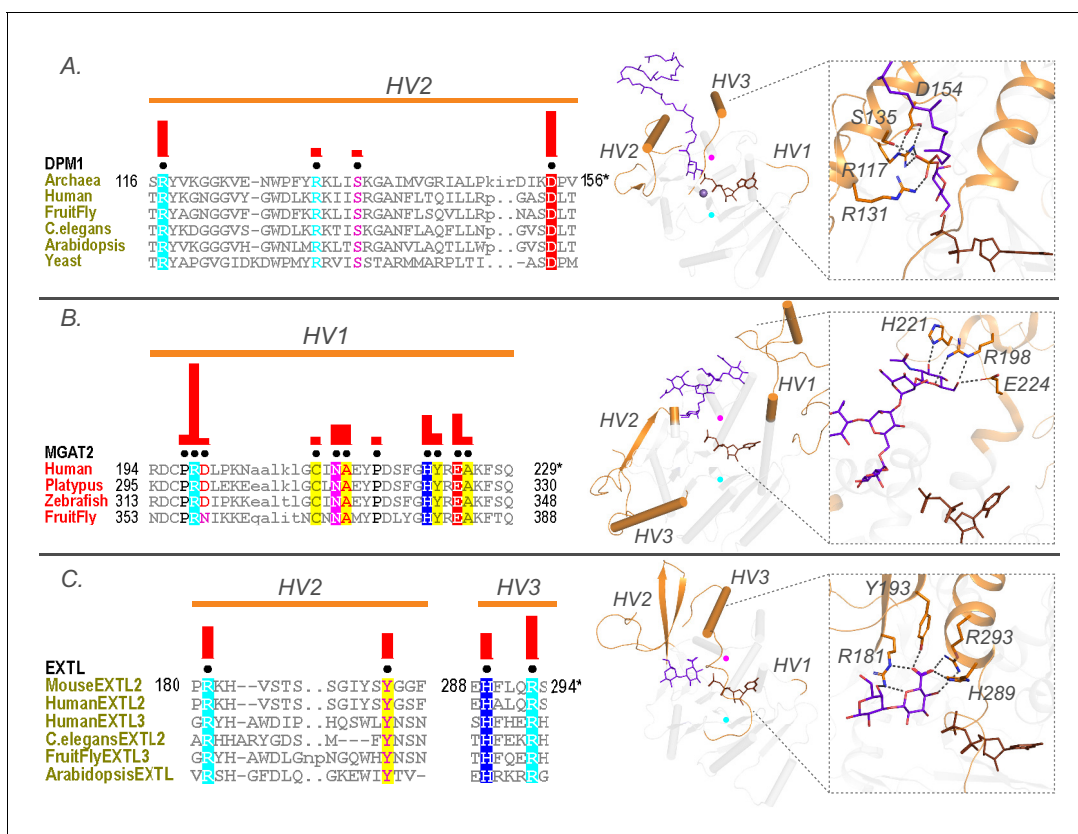 A.
HV2
DPM1
Archaea 116 SRYVKGGKVE-NWPFYRKLISKGAIMVGRIALPkirDIKDPV 156*
Human TRYKGNGGVY-GWDLKRKIISRGANFLTQILLRp..GASDLT
FruitFly TRYVKGGGVY-GWDFKRKLISRGANFLSQVLLRp..NASDLT
C.elegans TRYKDGGGVS-GWDLKRKTISRGANFLAQFLLNp..GVSDLT
Arabidopsis TRYVKGGGVH-GWNLMRKLTSRGANVLAQTLLWp..GVSDLT
Yeast TRYAPGVGIDKDWPMYRRVISSTARMMARPLTI...ASDPM
HV2
HV3
HV1
D154
S135
R117
R131
B.
HV1
MGAT2
Human 194 RDCPRDLPKNaalklgCINAEYPDSFGHYREAKFSQ 229*
Platypus 295 KDCPRDLEKEealklgCINAEYPDSFGHYREAKFSQ 330
Zebrafish 313 RDCPRDIPKKealtlgCINAEYPDSFGHYREAKFSQ 348
FruitFly 353 NDCPRNIKKEqalitnCNNAMYPDLYGHYREAKFTQ 388
HV2
HV1
HV3
H221
R198
E224
C.
HV2 HV3
EXTL
MouseEXTL2 180 PRKH--VSTS..SGIYSYGGF 288 EHFLQRS 294*
HumanEXTL2 PRKH--VSTS..SGIYSYGSF EHALQRS
HumanEXTL3 GRYH-AWDIP..HQSWLYNSN SHFHERH
C.elegansEXTL2 ARHHARYGDS..M---FYNSN THFEKRH
FruitFlyEXTL3 GRYH-AWDLGnpNGQWHYNSN THFQERH
ArabidopsisEXTL VRSH-GFDLQ..GKEWIYTV- EHRKRRG
HV2
HV3
HV1
Y193
R181
R293
H289